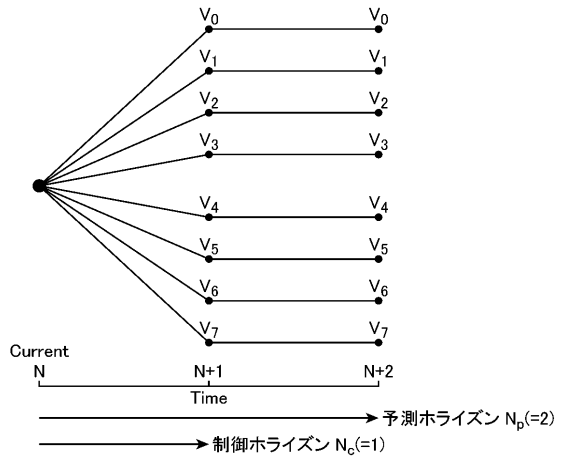 V0 V0
V1 V1
V2 V2
V3 V3
V4 V4
V5 V5
V6 V6
V7 V7
Current
N N+1 N+2
Time
予測ホライズン Np(=2)
制御ホライズン Nc(=1)